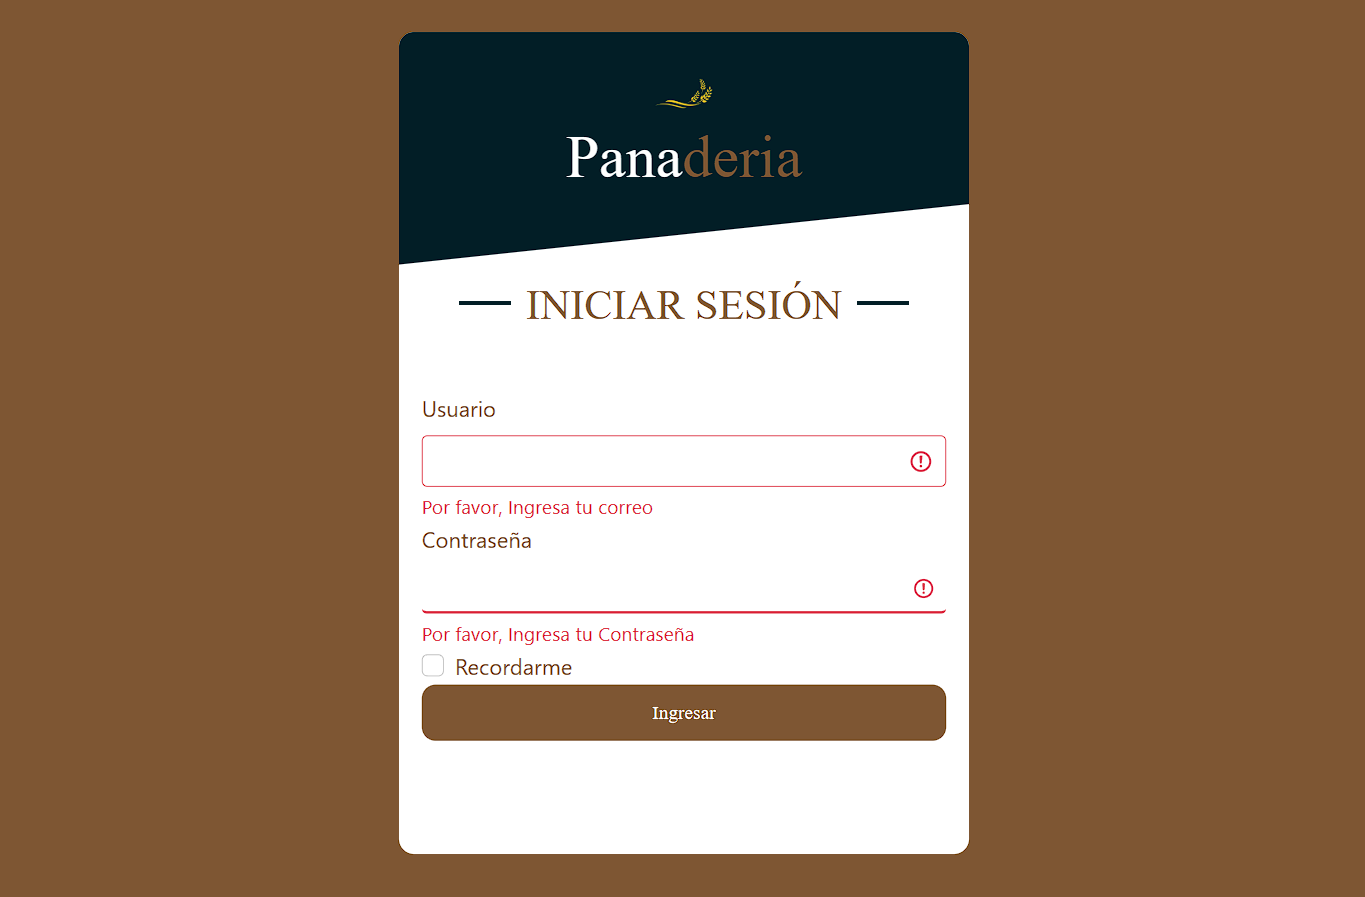 Panaderia
INICIAR SESIÓN
Usuario
Por favor, Ingresa tu correo
Contraseña
Por favor, Ingresa tu Contraseña
Recordarme
Ingresar